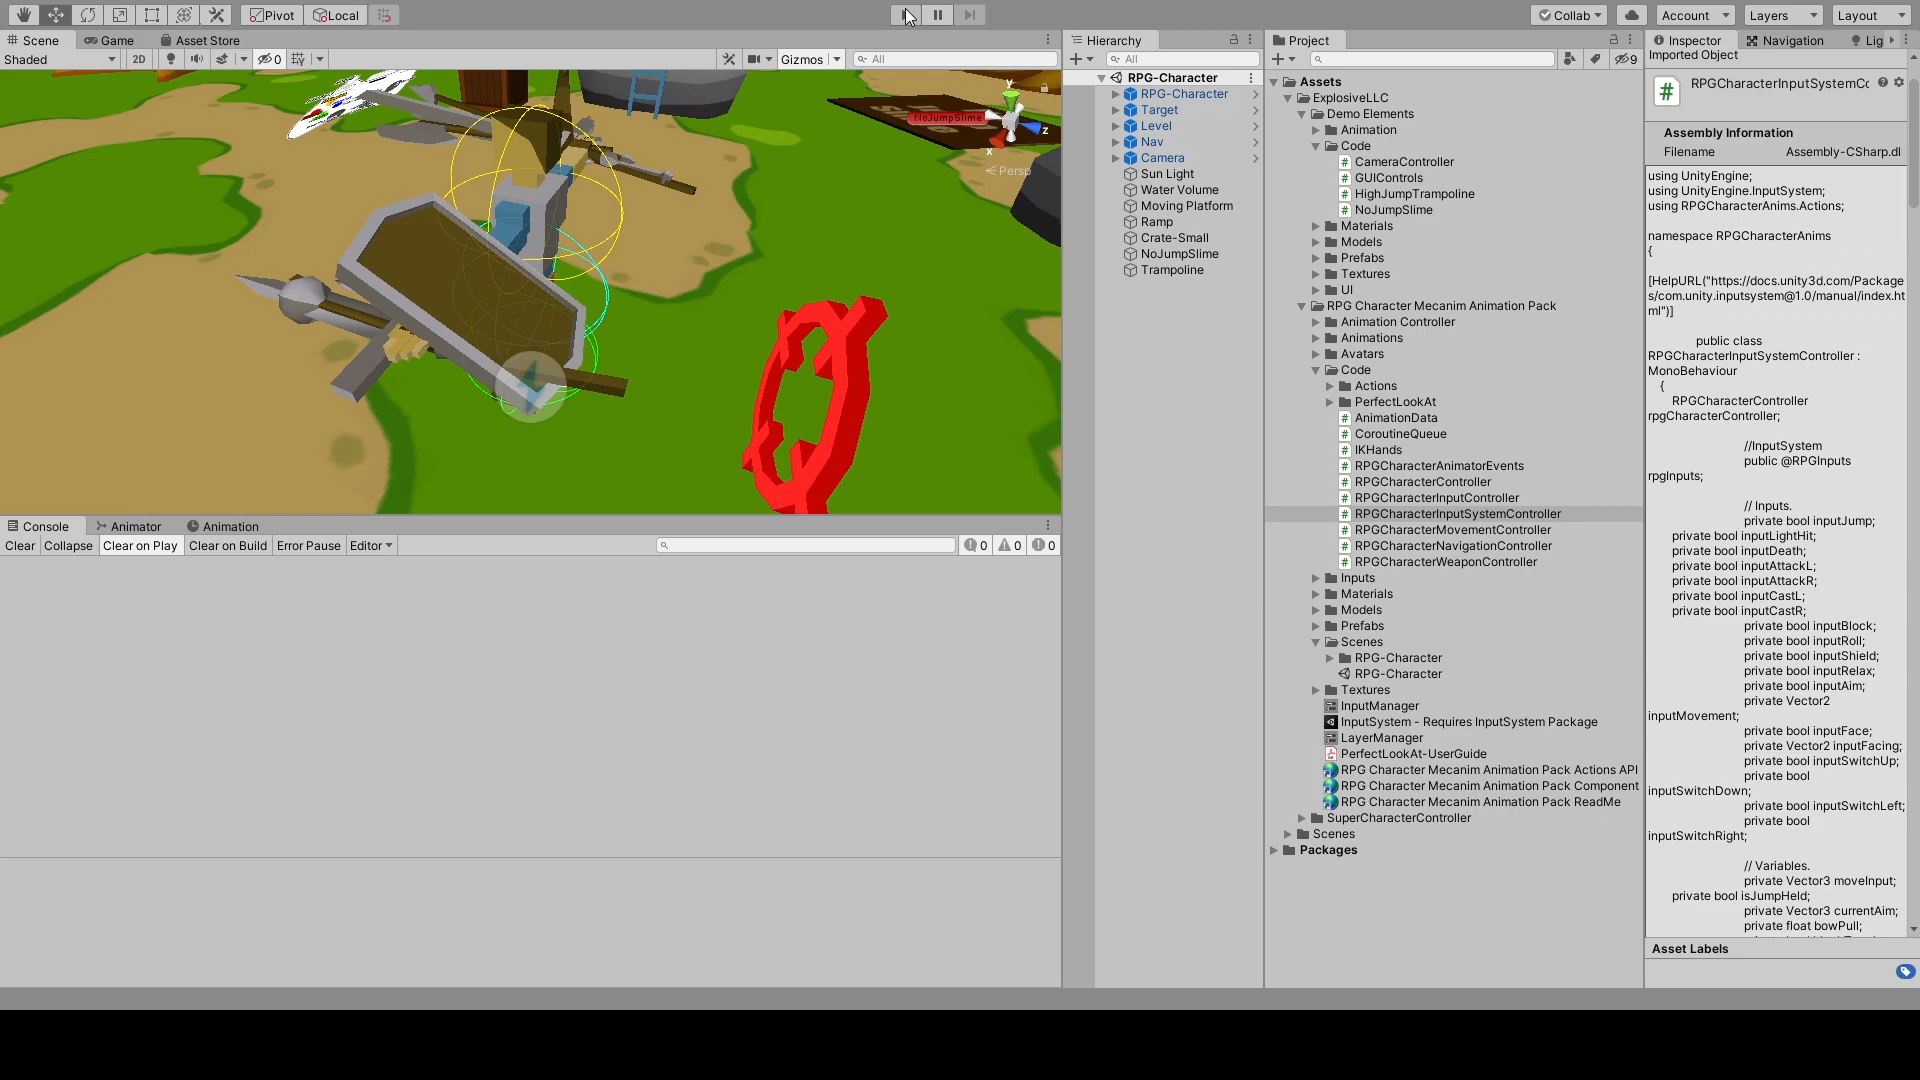 Pivot
Local
Collab
Account
Layers
Layout
Scene
Game
Asset Store
Shaded
2D
0
Gizmos
All
NoJumpSlime
Y
Z
X
Persp
Console
Animator
Animation
Clear
Collapse
Clear on Play
Clear on Build
Error Pause
Editor
0
0
0
Hierarchy
All
RPG-Character
RPG-Character
Target
Level
Nav
Camera
Sun Light
Water Volume
Moving Platform
Ramp
Crate-Small
NoJumpSlime
Trampoline
Project
9
Assets
ExplosiveLLC
Demo Elements
Animation
Code
CameraController
GUIControls
HighJumpTrampoline
NoJumpSlime
Materials
Models
Prefabs
Textures
UI
RPG Character Mecanim Animation Pack
Animation Controller
Animations
Avatars
Code
Actions
PerfectLookAt
AnimationData
CoroutineQueue
IKHands
RPGCharacterAnimatorEvents
RPGCharacterController
RPGCharacterInputController
RPGCharacterInputSystemController
RPGCharacterMovementController
RPGCharacterNavigationController
RPGCharacterWeaponController
Inputs
Materials
Models
Prefabs
Scenes
RPG-Character
RPG-Character
Textures
InputManager
InputSystem - Requires InputSystem Package
LayerManager
PerfectLookAt-UserGuide
RPG Character Mecanim Animation Pack Actions API
RPG Character Mecanim Animation Pack Component
RPG Character Mecanim Animation Pack ReadMe
SuperCharacterController
Scenes
Packages
Inspector
Navigation
Lig
Imported Object
RPGCharacterInputSystemCo
Assembly Information
Filename Assembly-CSharp.dll
using UnityEngine;
using UnityEngine.InputSystem;
using RPGCharacterAnims.Actions;
namespace RPGCharacterAnims
{
[HelpURL("https://docs.unity3d.com/Package
s/com.unity.inputsystem@1.0/manual/index.ht
ml")]
public class
RPGCharacterInputSystemController :
MonoBehaviour
{
RPGCharacterController
rpgCharacterController;
//InputSystem
public @RPGInputs
rpgInputs;
// Inputs.
private bool inputJump;
private bool inputLightHit;
private bool inputDeath;
private bool inputAttackL;
private bool inputAttackR;
private bool inputCastL;
private bool inputCastR;
private bool inputBlock;
private bool inputRoll;
private bool inputShield;
private bool inputRelax;
private bool inputAim;
private Vector2
inputMovement;
private bool inputFace;
private Vector2 inputFacing;
private bool inputSwitchUp;
private bool
inputSwitchDown;
private bool inputSwitchLeft;
private bool
inputSwitchRight;
// Variables.
private Vector3 moveInput;
private bool isJumpHeld;
private Vector3 currentAim;
private float bowPull;
Asset Labels